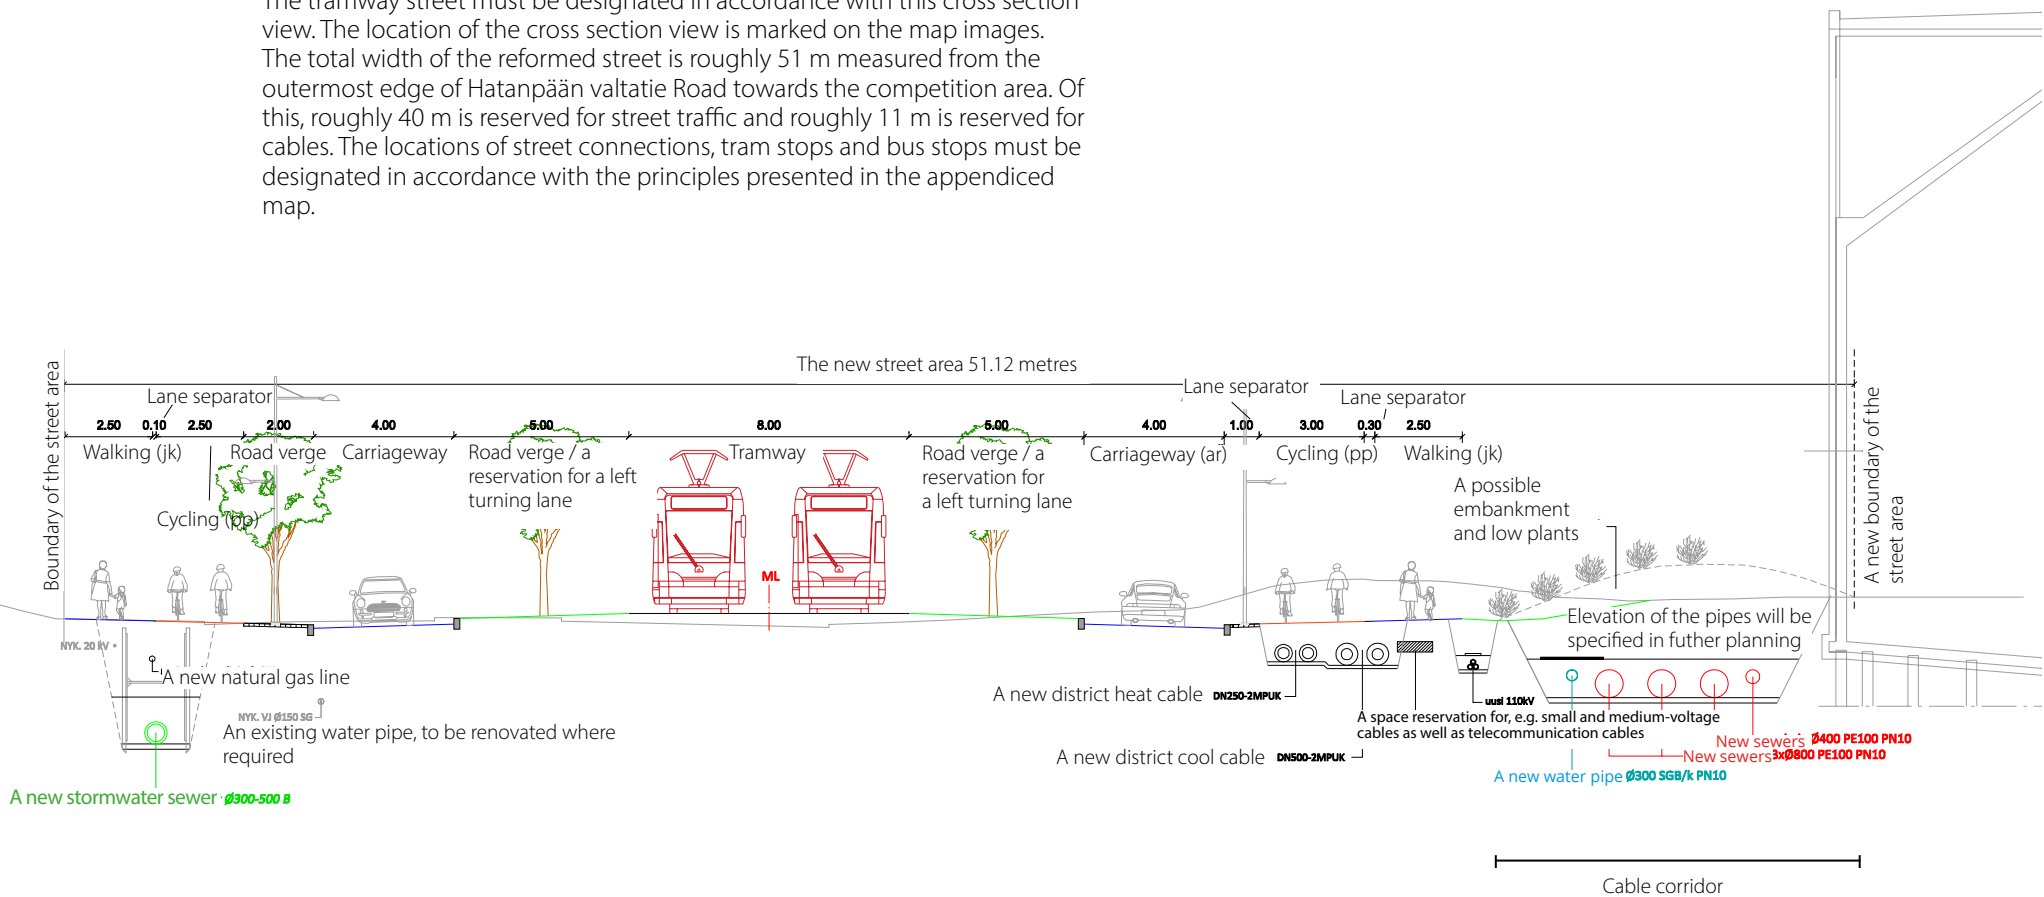 The tramway street must be designated in accordance with this cross section
view. The location of the cross section view is marked on the map images.
The total width of the reformed street is roughly 51 m measured from the
outermost edge of Hatanpään valtatie Road towards the competition area. Of
this, roughly 40 m is reserved for street traffic and roughly 11 m is reserved for
cables. The locations of street connections, tram stops and bus stops must be
designated in accordance with the principles presented in the appendiced
map.
Boundary of the street area
The new street area 51.12 metres
Lane separator
Lane separator
Lane separator
2.50 0.10 2.50 2.00 4.00 5.00 8.00 5.00 4.00 1.00 3.00 0.30 2.50
Walking (jk)
Cycling (pp)
Road verge
Carriageway
Road verge / a
reservation for a left
turning lane
Tramway
Road verge / a
reservation for
a left turning lane
Carriageway (ar)
Cycling (pp)
Walking (jk)
A possible
embankment
and low plants
A new boundary of the
street area
ML
Elevation of the pipes will be
specified in futher planning
NYK. 20 kV
A new natural gas line
NYK. VJ Ø150 SG
An existing water pipe, to be renovated where
required
A new stormwater sewer Ø300-500 B
A new district heat cable DN250-2MPUK
uusi 110kV
A space reservation for, e.g. small and medium-voltage
cables as well as telecommunication cables
A new district cool cable DN500-2MPUK
New sewers Ø400 PE100 PN10
New sewers 3xØ800 PE100 PN10
A new water pipe Ø300 SGB/k PN10
Cable corridor